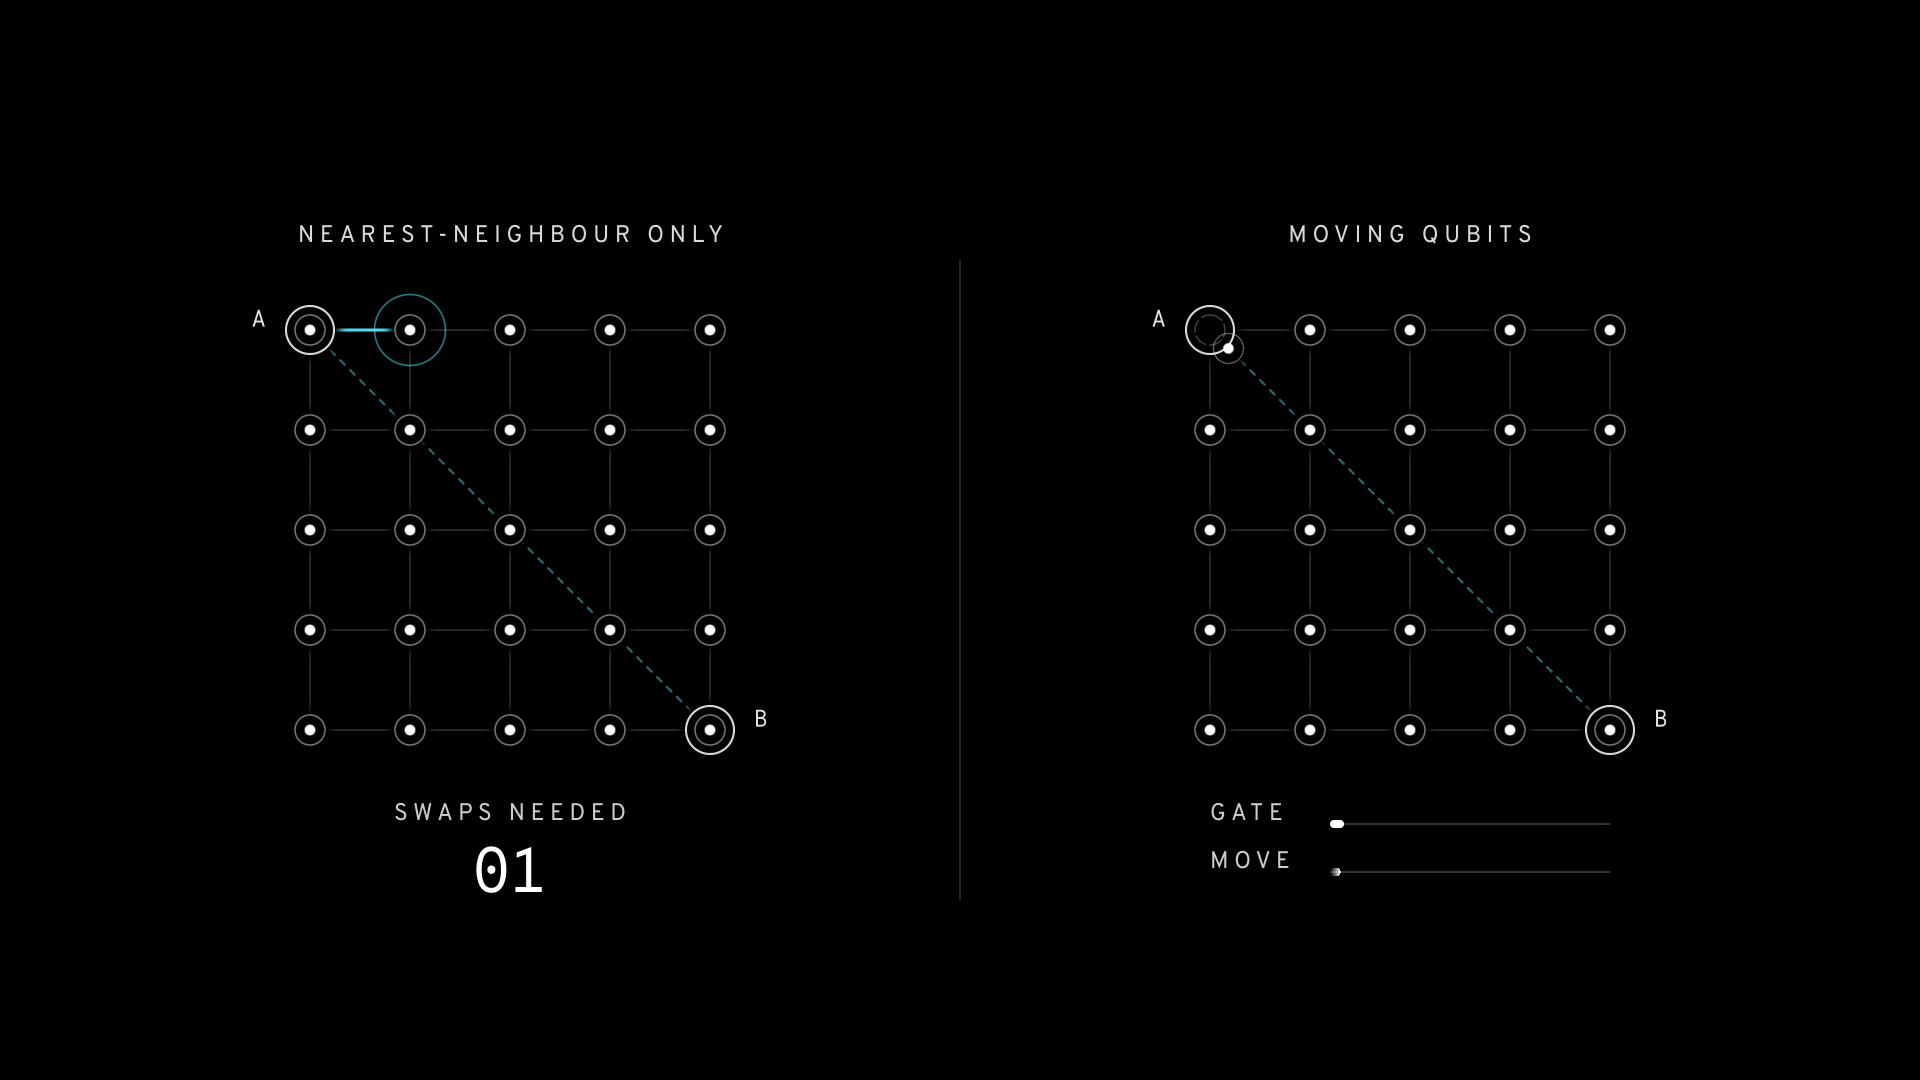 NEAREST-NEIGHBOUR ONLY
A
B
SWAPS NEEDED
01
MOVING QUBITS
A
B
GATE
MOVE